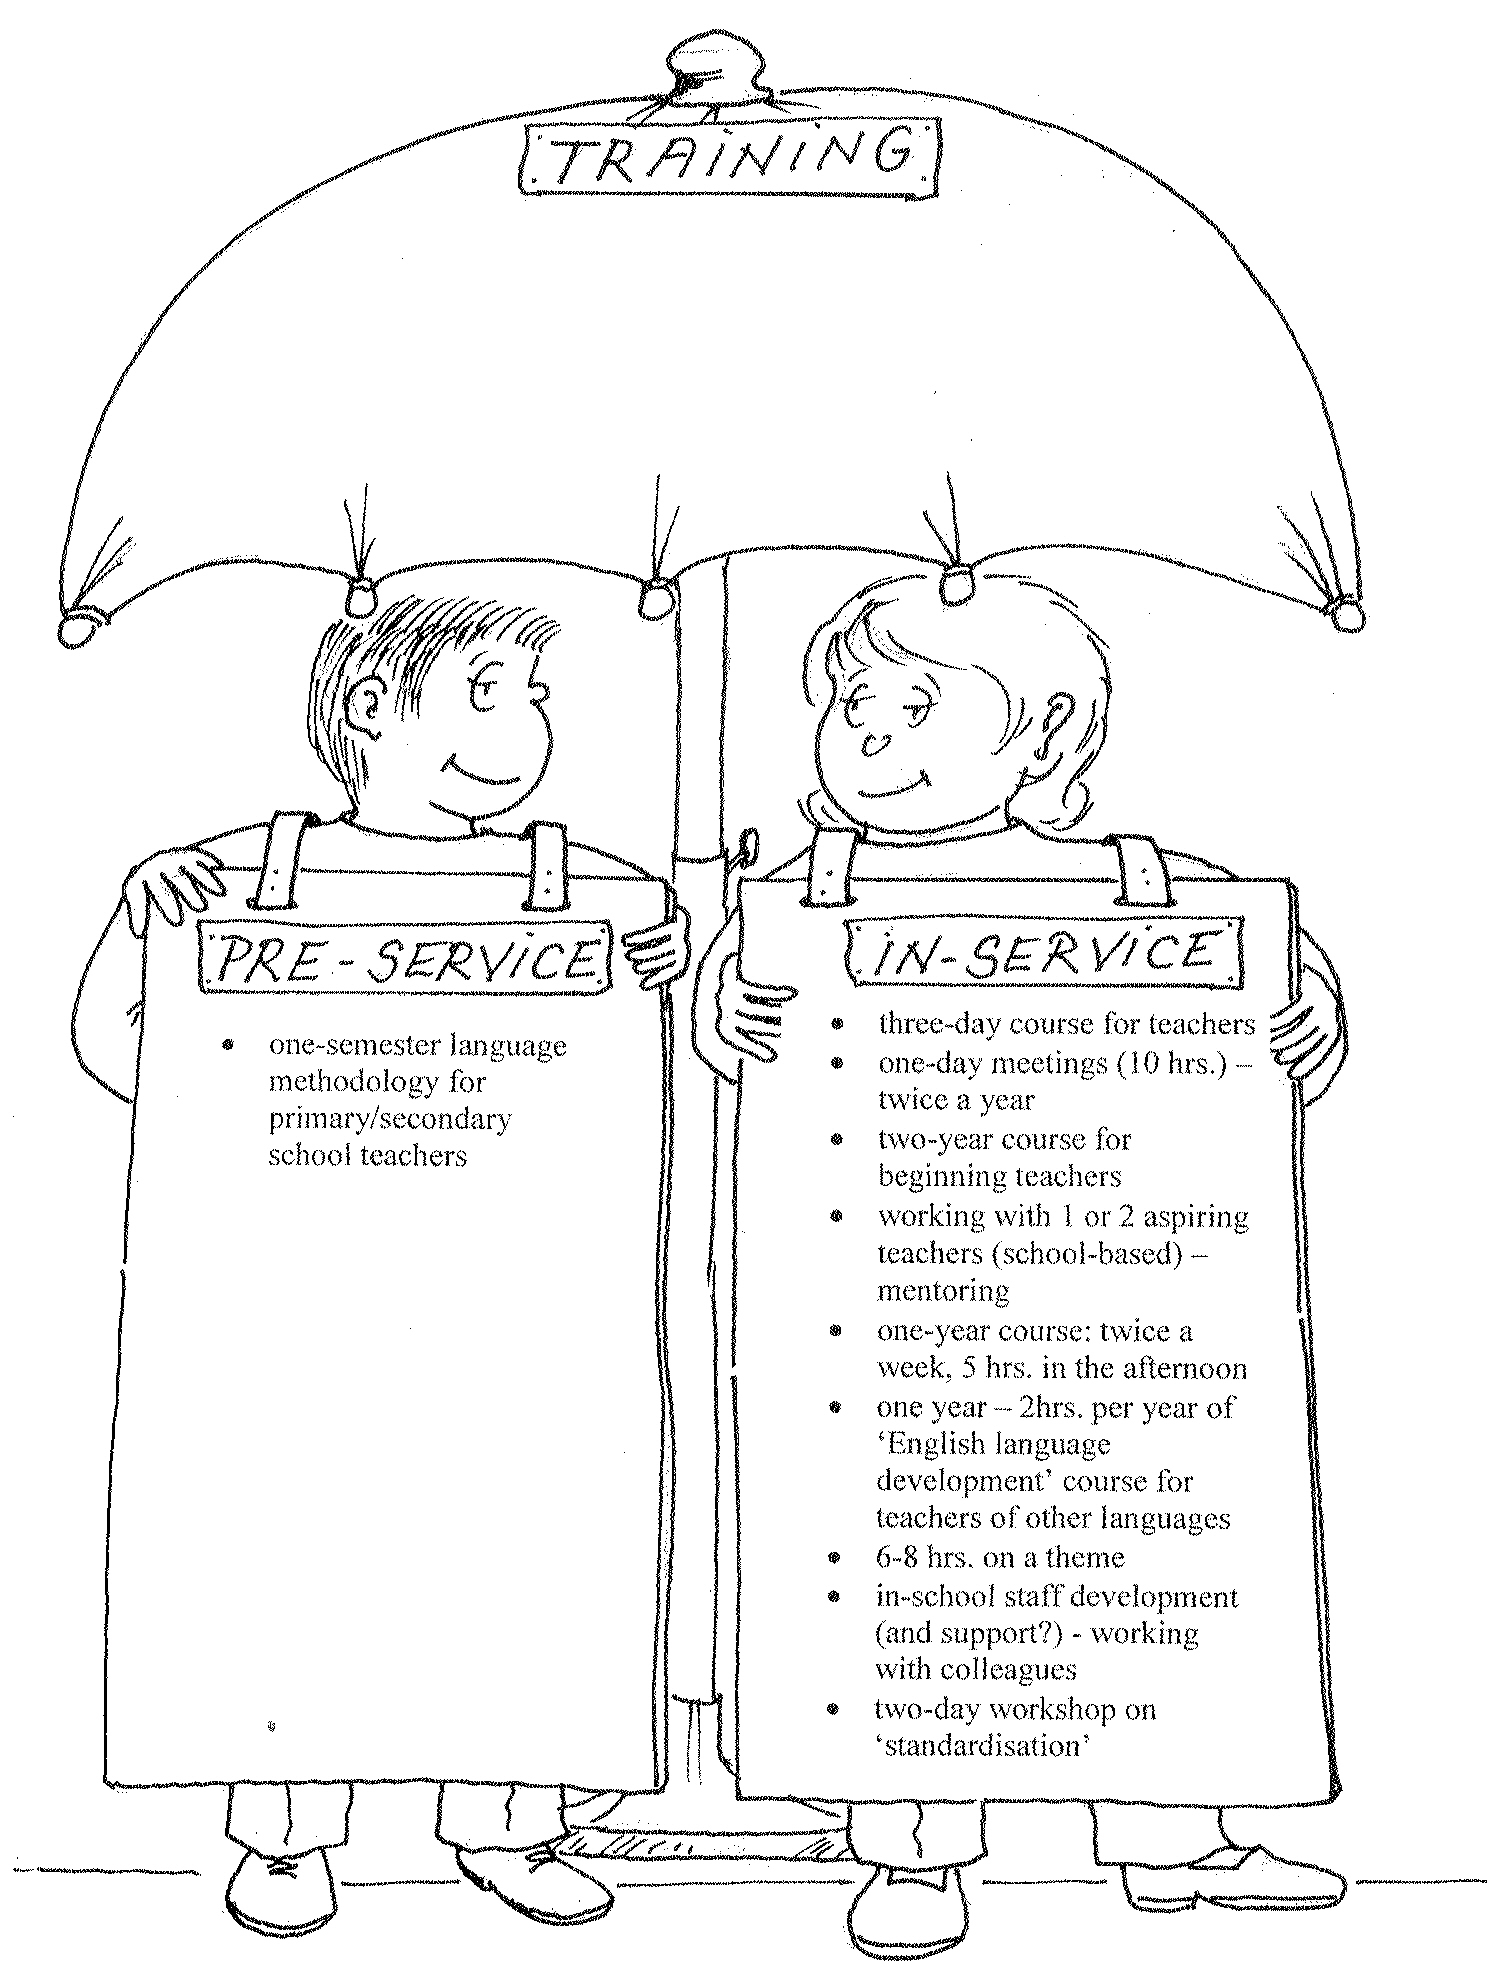 TRAINING
PRE-SERVICE
• one-semester language
methodology for
primary/secondary
school teachers
IN-SERVICE
• three-day course for teachers
• one-day meetings (10 hrs.) –
twice a year
• two-year course for
beginning teachers
• working with 1 or 2 aspiring
teachers (school-based) –
mentoring
• one-year course: twice a
week, 5 hrs. in the afternoon
• one year – 2hrs. per year of
‘English language
development’ course for
teachers of other languages
• 6-8 hrs. on a theme
• in-school staff development
(and support?) - working
with colleagues
• two-day workshop on
‘standardisation’